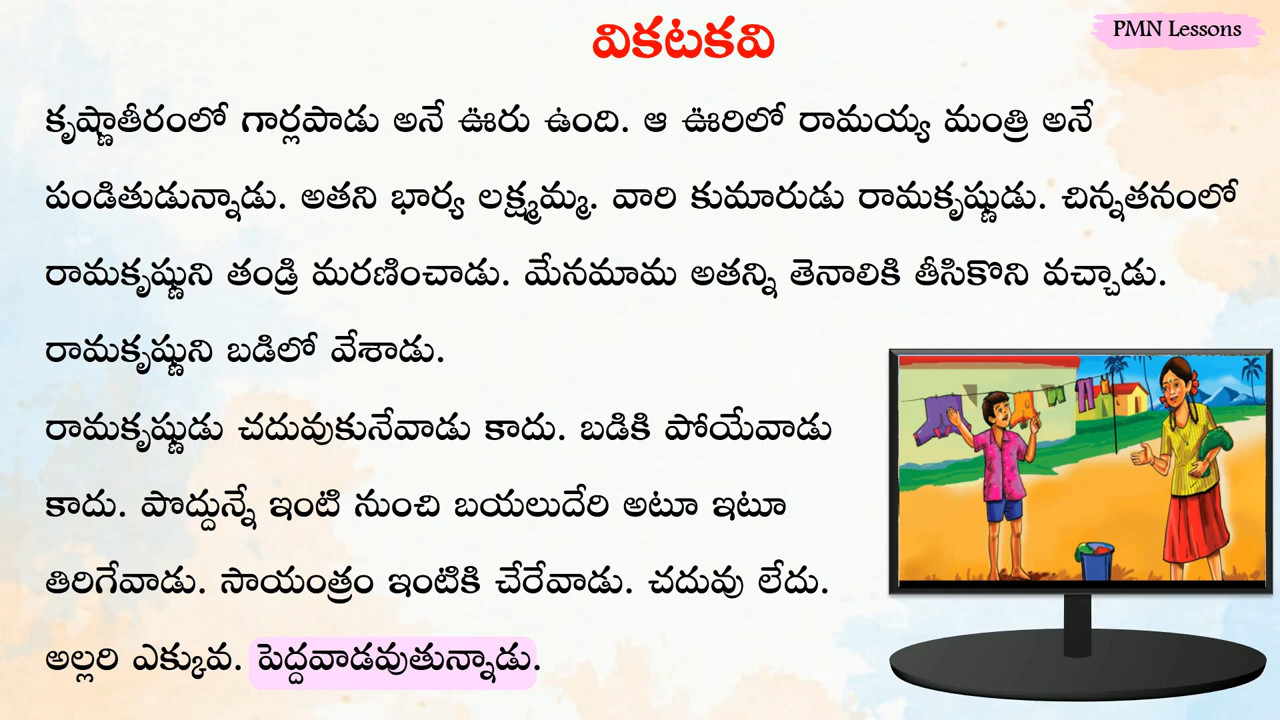 వికటకవి
PMN Lessons
కృష్ణాతీరంలో గార్లపాడు అనే ఊరు ఉంది. ఆ ఊరిలో రామయ్య మంత్రి అనే
పండితుడున్నాడు. అతని భార్య లక్ష్మమ్మ. వారి కుమారుడు రామకృష్ణుడు. చిన్నతనంలో
రామకృష్ణుని తండ్రి మరణించాడు. మేనమామ అతన్ని తెనాలికి తీసికొని వచ్చాడు.
రామకృష్ణుని బడిలో వేశాడు.
రామకృష్ణుడు చదువుకునేవాడు కాదు. బడికి పోయేవాడు
కాదు. పొద్దున్నే ఇంటి నుంచి బయలుదేరి అటూ ఇటూ
తిరిగేవాడు. సాయంత్రం ఇంటికి చేరేవాడు. చదువు లేదు.
అల్లరి ఎక్కువ. పెద్దవాడవుతున్నాడు.